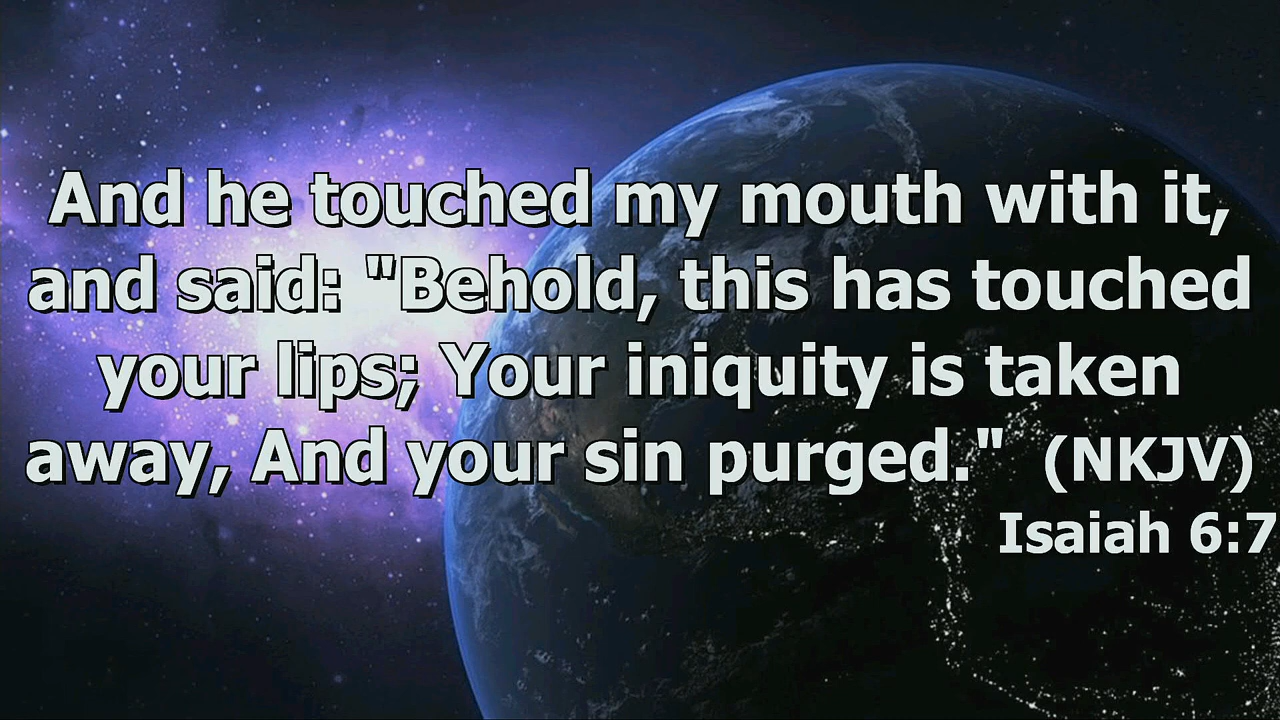 And he touched my mouth with it,
and said: "Behold, this has touched
your lips; Your iniquity is taken
away, And your sin purged." (NKJV)
Isaiah 6:7